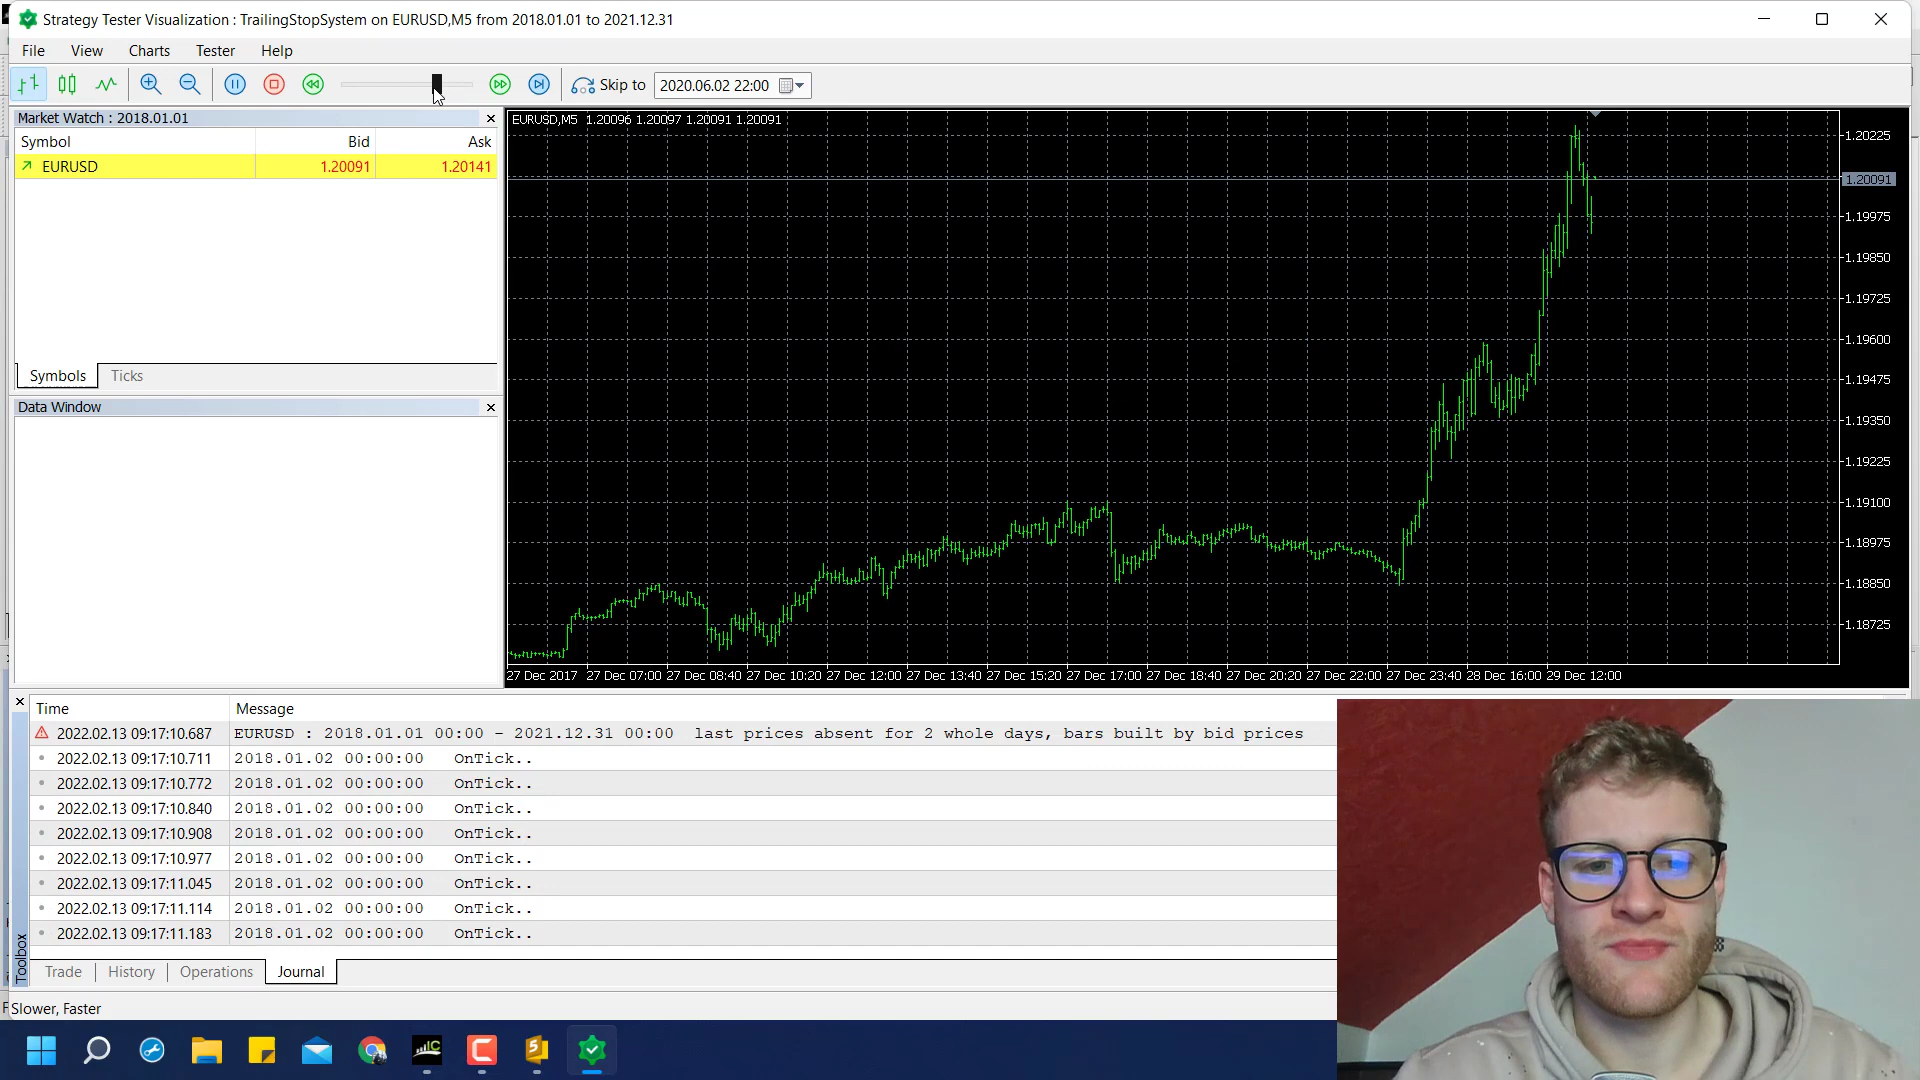 Strategy Tester Visualization : TrailingStopSystem on EURUSD,M5 from 2018.01.01 to 2021.12.31
File View Charts Tester Help
Skip to 2020.06.02 22:00
Market Watch : 2018.01.01
Symbol Bid Ask
EURUSD 1.20091 1.20141
Symbols Ticks
Data Window
EURUSD,M5 1.20096 1.20097 1.20091 1.20091
1.20225
1.20091
1.19975
1.19850
1.19725
1.19600
1.19475
1.19350
1.19225
1.19100
1.18975
1.18850
1.18725
27 Dec 2017 27 Dec 07:00 27 Dec 08:40 27 Dec 10:20 27 Dec 12:00 27 Dec 13:40 27 Dec 15:20 27 Dec 17:00 27 Dec 18:40 27 Dec 20:20 27 Dec 22:00 27 Dec 23:40 28 Dec 16:00 29 Dec 12:00
Time Message
2022.02.13 09:17:10.687 EURUSD : 2018.01.01 00:00 - 2021.12.31 00:00 last prices absent for 2 whole days, bars built by bid prices
2022.02.13 09:17:10.711 2018.01.02 00:00:00 OnTick..
2022.02.13 09:17:10.772 2018.01.02 00:00:00 OnTick..
2022.02.13 09:17:10.840 2018.01.02 00:00:00 OnTick..
2022.02.13 09:17:10.908 2018.01.02 00:00:00 OnTick..
2022.02.13 09:17:10.977 2018.01.02 00:00:00 OnTick..
2022.02.13 09:17:11.045 2018.01.02 00:00:00 OnTick..
2022.02.13 09:17:11.114 2018.01.02 00:00:00 OnTick..
2022.02.13 09:17:11.183 2018.01.02 00:00:00 OnTick..
Toolbox
Trade History Operations Journal
Slower, Faster